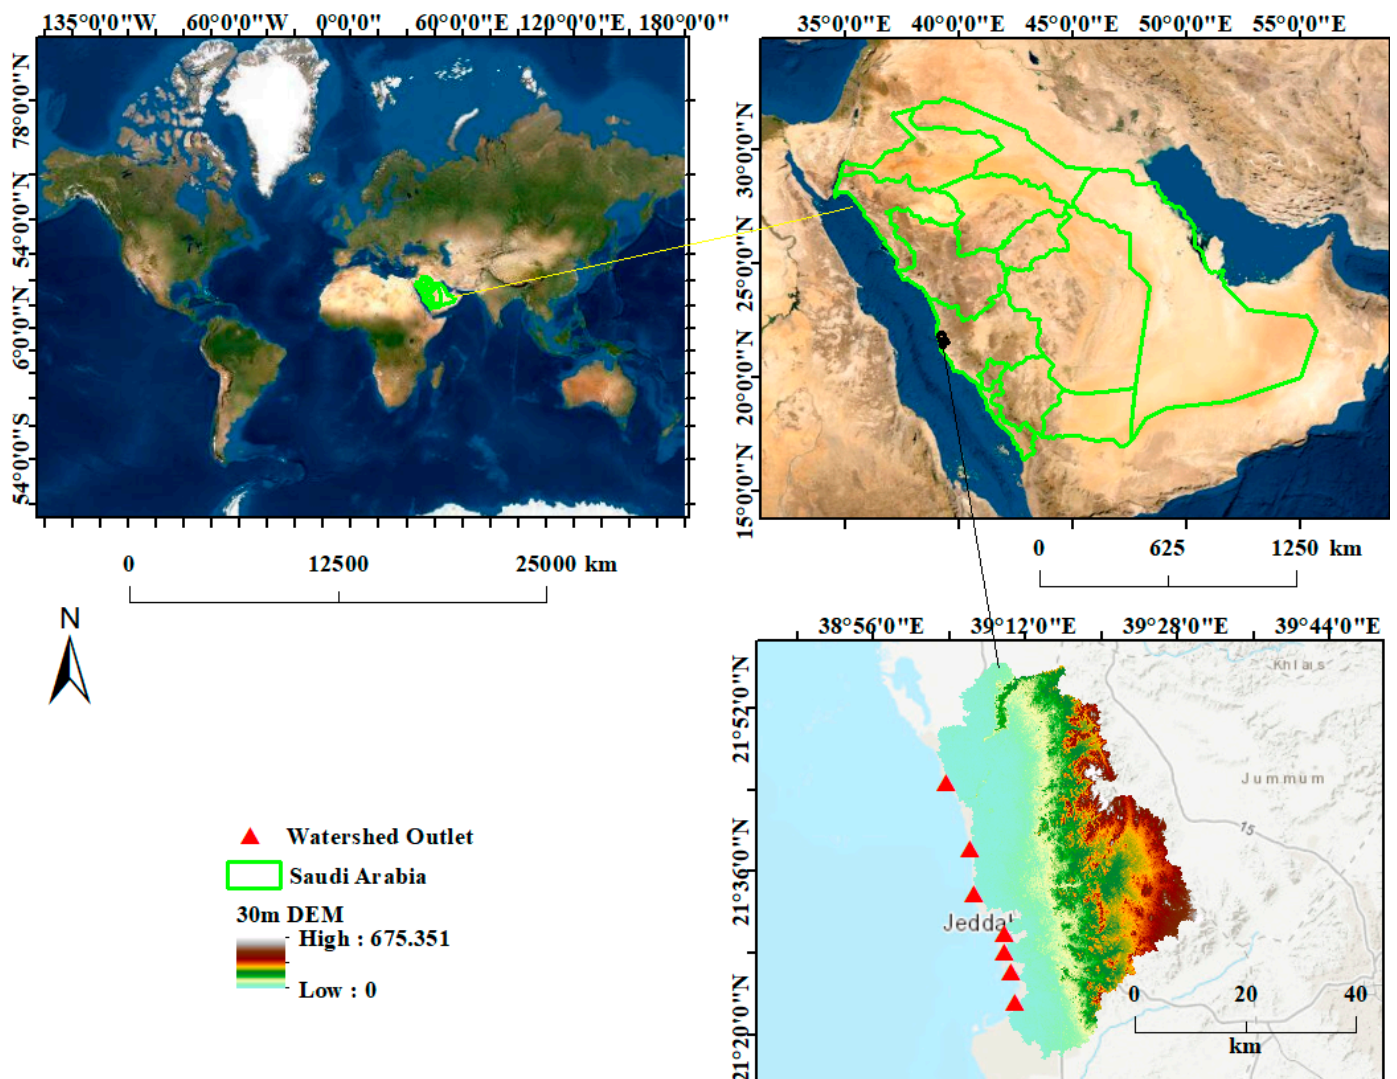 135°0'0"W 60°0'0"W 0°0'0" 60°0'0"E 120°0'0"E 180°0'0"
78°0'0"N
54°0'0"N
6°0'0"N
54°0'0"S
0 12500 25000 km
35°0'0"E 40°0'0"E 45°0'0"E 50°0'0"E 55°0'0"E
30°0'0"N
25°0'0"N
20°0'0"N
15°0'0"N
0 625 1250 km
N
Watershed Outlet
Saudi Arabia
30m DEM
High : 675.351
Low : 0
38°56'0"E 39°12'0"E 39°28'0"E 39°44'0"E
21°52'0"N
21°36'0"N
21°20'0"N
Khlais
Jummum
15
Jeddah
0 20 40
km